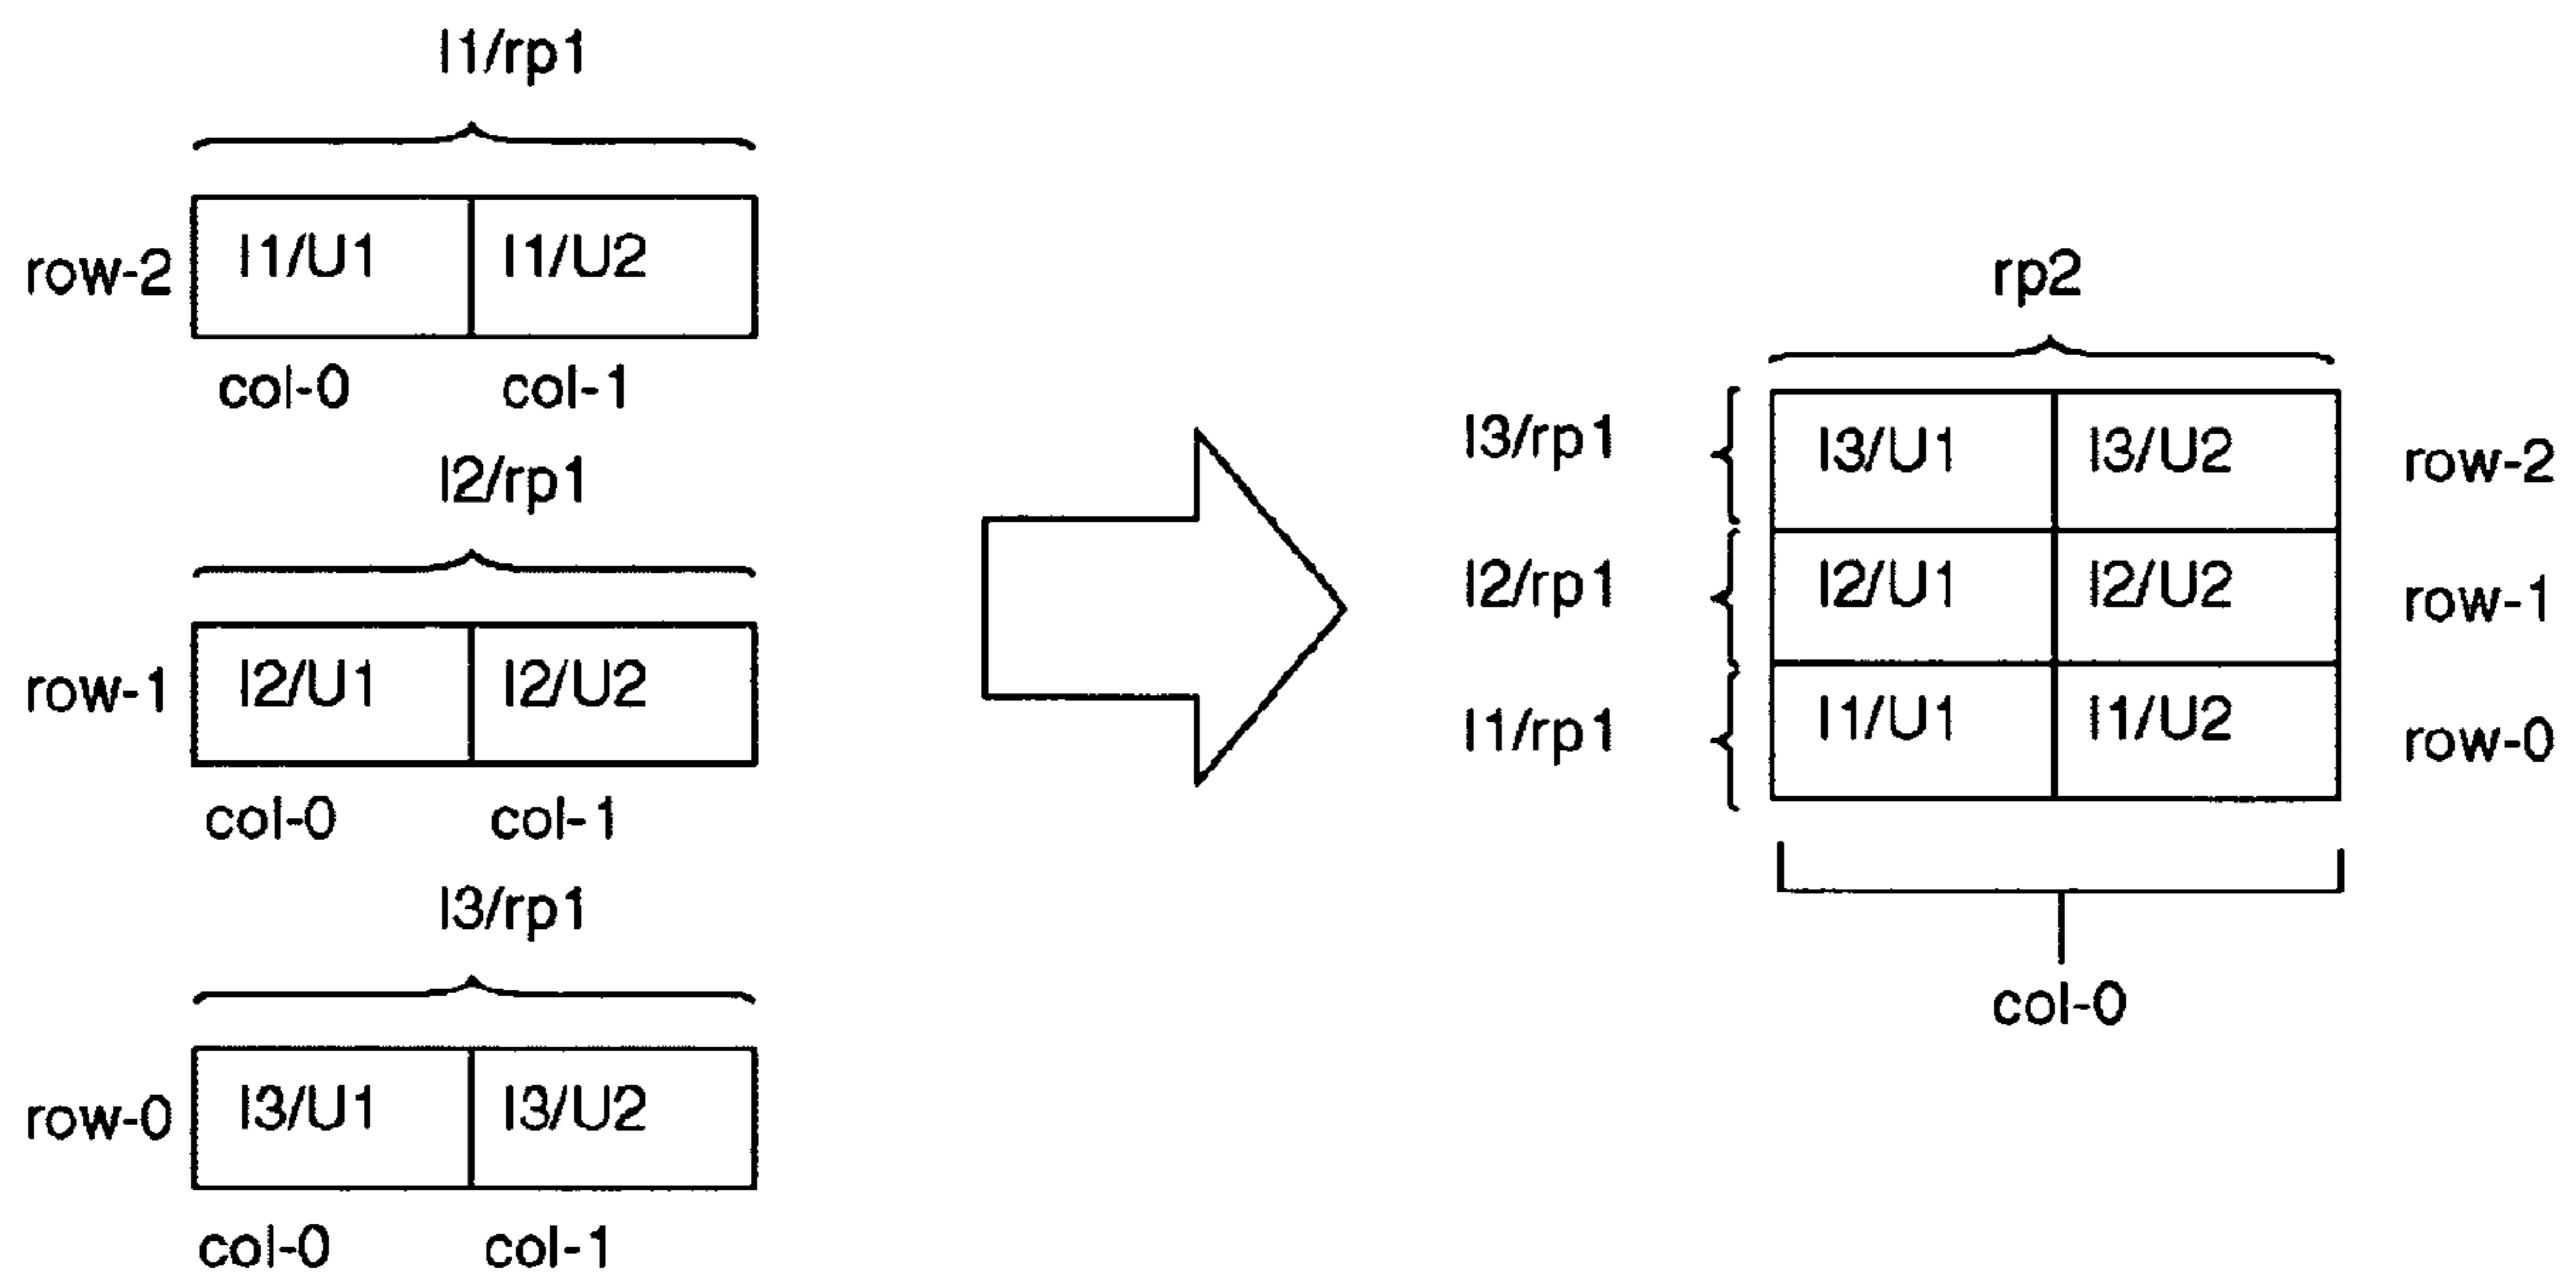 I1/rp1
row-2 I1/U1 I1/U2
col-0 col-1
I2/rp1
row-1 I2/U1 I2/U2
col-0 col-1
I3/rp1
row-0 I3/U1 I3/U2
col-0 col-1
rp2
I3/rp1 I3/U1 I3/U2 row-2
I2/rp1 I2/U1 I2/U2 row-1
I1/rp1 I1/U1 I1/U2 row-0
col-0